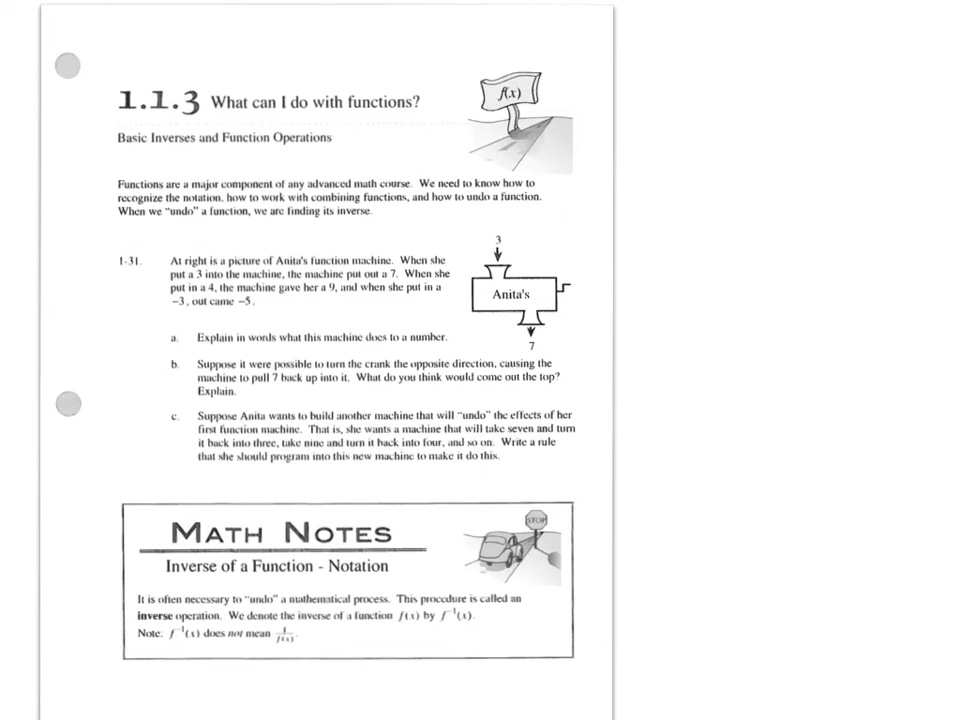 1.1.3 What can I do with functions?
f(x)
Basic Inverses and Function Operations
Functions are a major component of any advanced math course. We need to know how to
recognize the notation, how to work with combining functions, and how to undo a function.
When we "undo" a function, we are finding its inverse.
1-31. At right is a picture of Anita's function machine. When she
put a 3 into the machine, the machine put out a 7. When she
put in a 4, the machine gave her a 9, and when she put in a
−3, out came −5.
3
Anita's
7
a. Explain in words what this machine does to a number.
b. Suppose it were possible to turn the crank the opposite direction, causing the
machine to pull 7 back up into it. What do you think would come out the top?
Explain.
c. Suppose Anita wants to build another machine that will "undo" the effects of her
first function machine. That is, she wants a machine that will take seven and turn
it back into three, take nine and turn it back into four, and so on. Write a rule
that she should program into this new machine to make it do this.
MATH NOTES
STOP
Inverse of a Function - Notation
It is often necessary to "undo" a mathematical process. This procedure is called an
inverse operation. We denote the inverse of a function f(x) by f⁻¹(x).
Note: f⁻¹(x) does not mean 1/f(x).